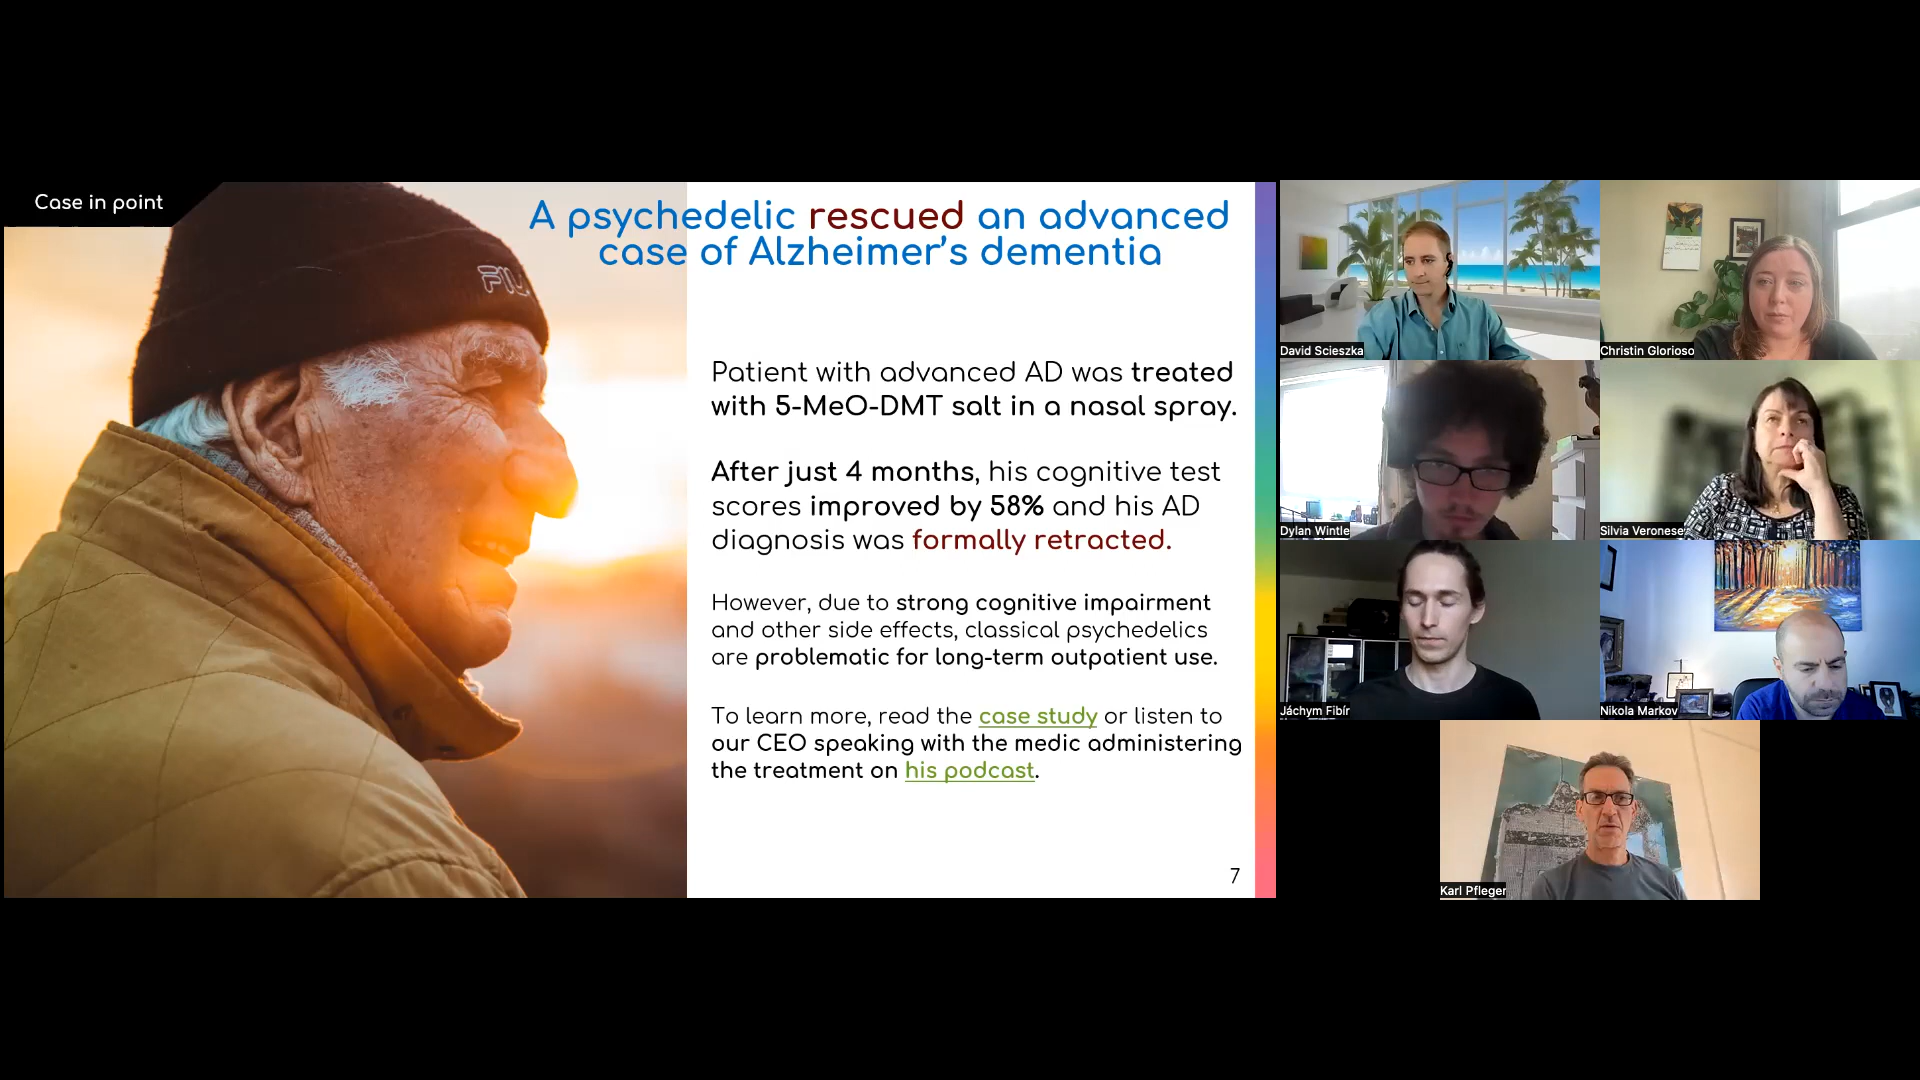 Case in point
A psychedelic rescued an advanced
case of Alzheimer's dementia
FILA
Patient with advanced AD was treated
with 5-MeO-DMT salt in a nasal spray.
After just 4 months, his cognitive test
scores improved by 58% and his AD
diagnosis was formally retracted.
However, due to strong cognitive impairment
and other side effects, classical psychedelics
are problematic for long-term outpatient use.
To learn more, read the case study or listen to
our CEO speaking with the medic administering
the treatment on his podcast.
7
David Scieszka
Christin Glorioso
Dylan Wintle
Silvia Veronese
Jáchym Fibír
Nikola Markov
Karl Pfleger